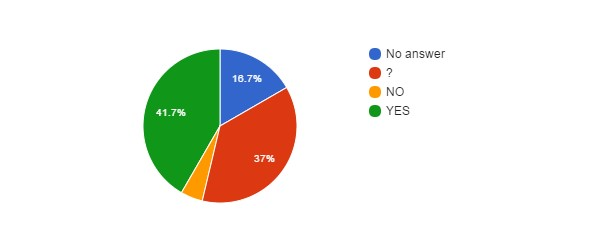 No answer
?
NO
YES
16.7%
41.7%
37%